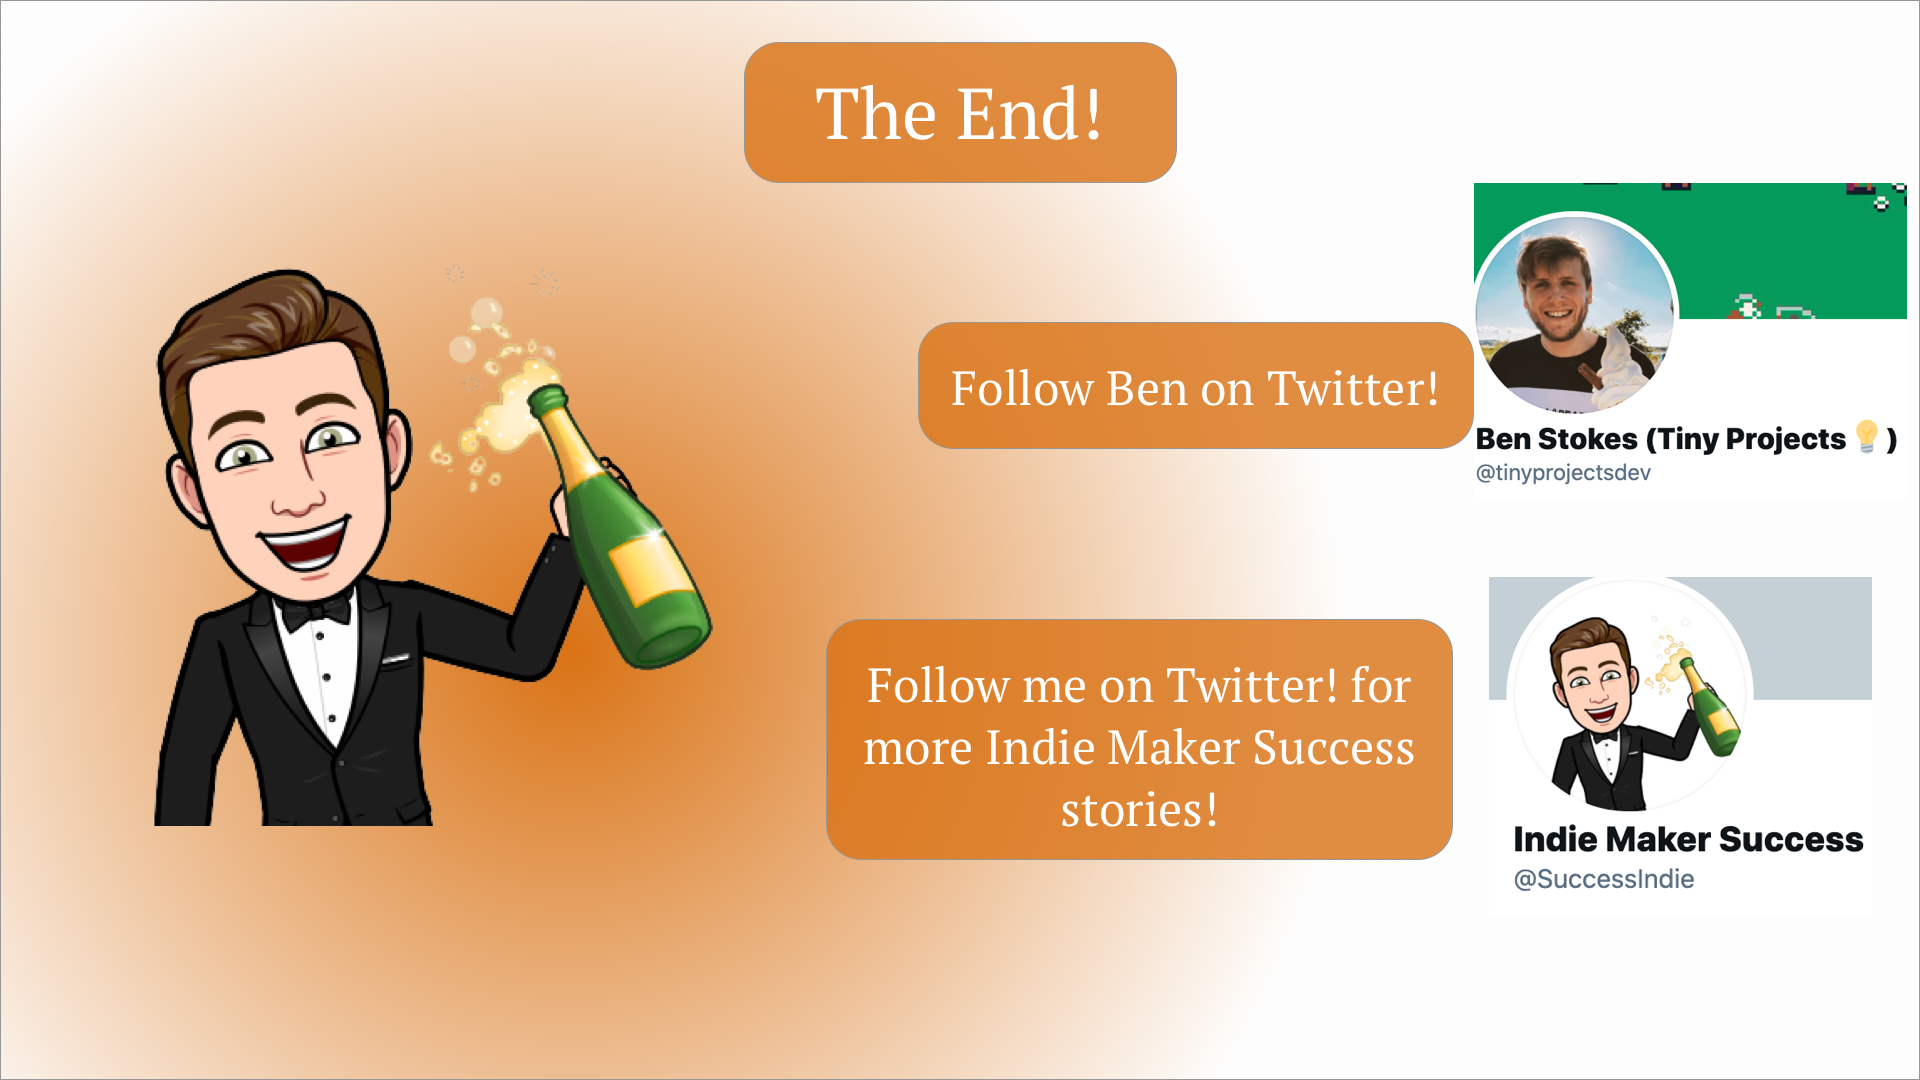 The End!
Follow Ben on Twitter!
Ben Stokes (Tiny Projects 💡)
@tinyprojectsdev
Follow me on Twitter! for
more Indie Maker Success
stories!
Indie Maker Success
@SuccessIndie